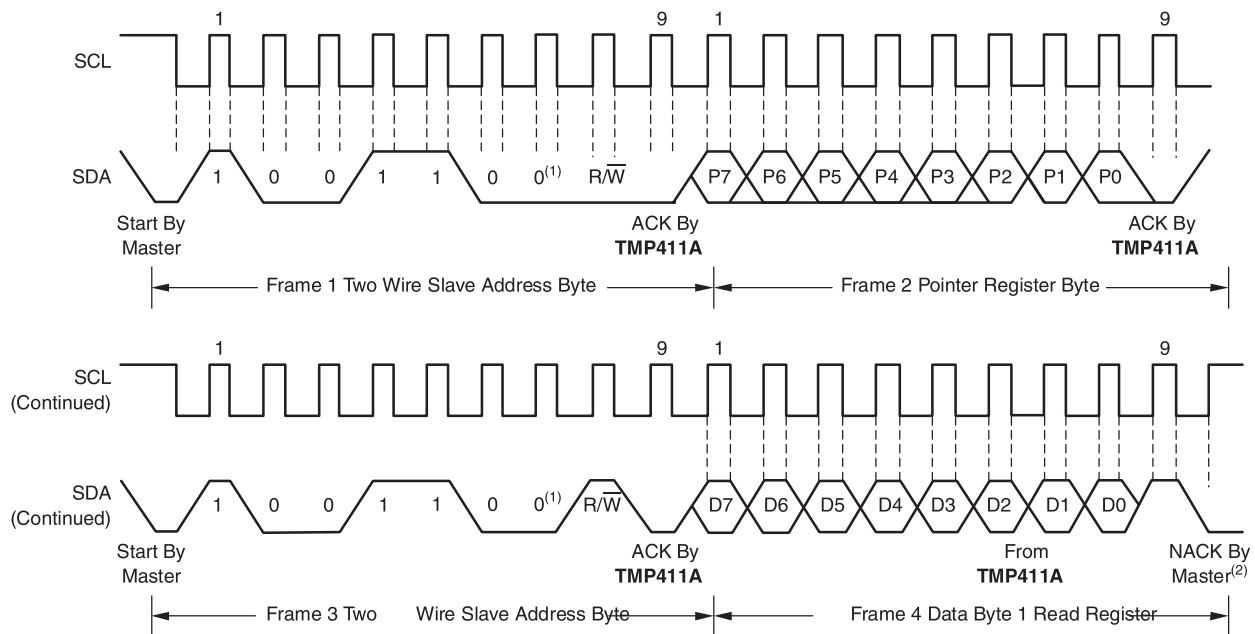 1 9 1 9
SCL
SDA 1 0 0 1 1 0 0(1) R/W̅ P7 P6 P5 P4 P3 P2 P1 P0
Start By ACK By ACK By
Master TMP411A TMP411A
Frame 1 Two Wire Slave Address Byte Frame 2 Pointer Register Byte
1 9 1 9
SCL
(Continued)
SDA 1 0 0 1 1 0 0(1) R/W̅ D7 D6 D5 D4 D3 D2 D1 D0
(Continued)
Start By ACK By From NACK By
Master TMP411A TMP411A Master(2)
Frame 3 Two Wire Slave Address Byte Frame 4 Data Byte 1 Read Register